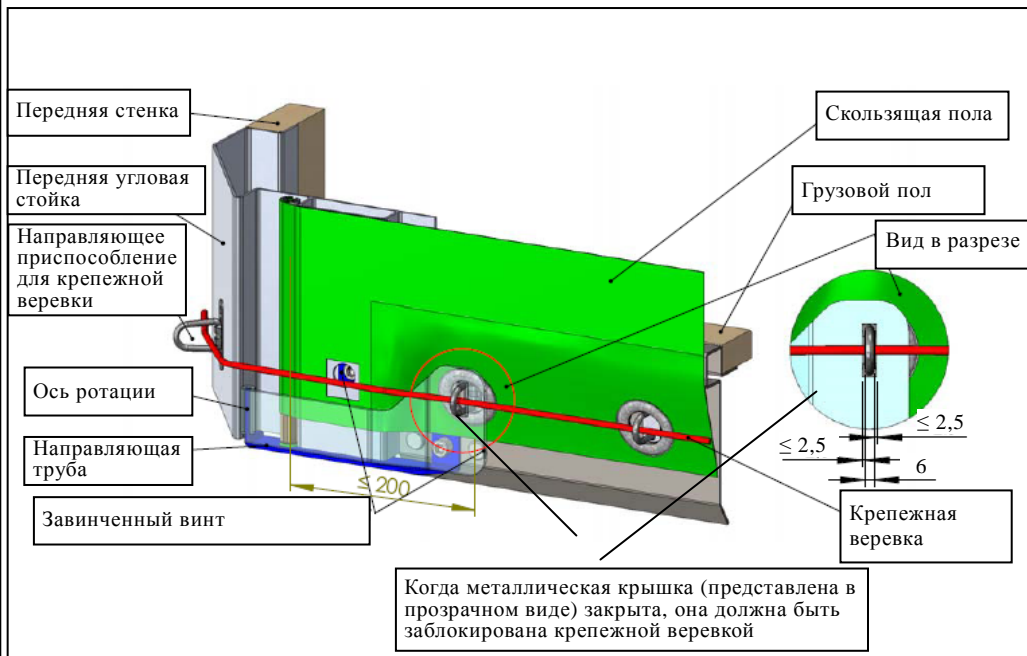 Передняя стенка
Скользящая пола
Передняя угловая
стойка
Грузовой пол
Направляющее
приспособление
для крепежной
веревки
Вид в разрезе
Ось ротации
Направляющая
труба
≤ 200
≤ 2,5
≤ 2,5
6
Завинченный винт
Крепежная
веревка
Когда металлическая крышка (представлена в
прозрачном виде) закрыта, она должна быть
заблокирована крепежной веревкой